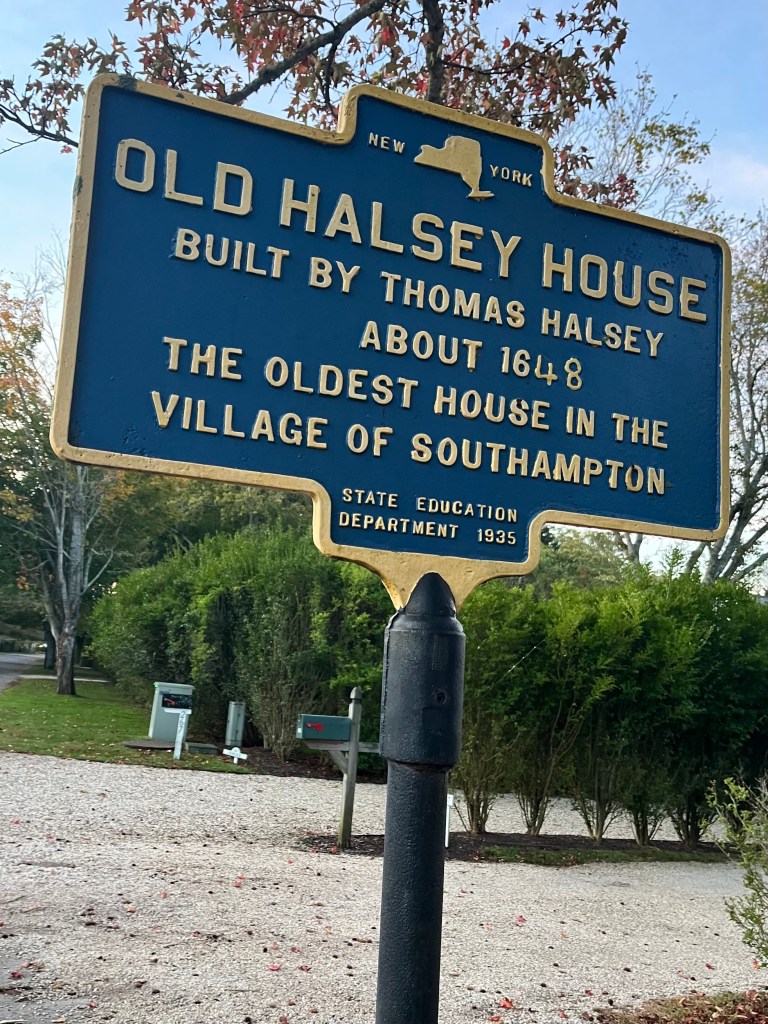 NEW YORK
OLD HALSEY HOUSE
BUILT BY THOMAS HALSEY
ABOUT 1648
THE OLDEST HOUSE IN THE
VILLAGE OF SOUTHAMPTON
STATE EDUCATION
DEPARTMENT 1935